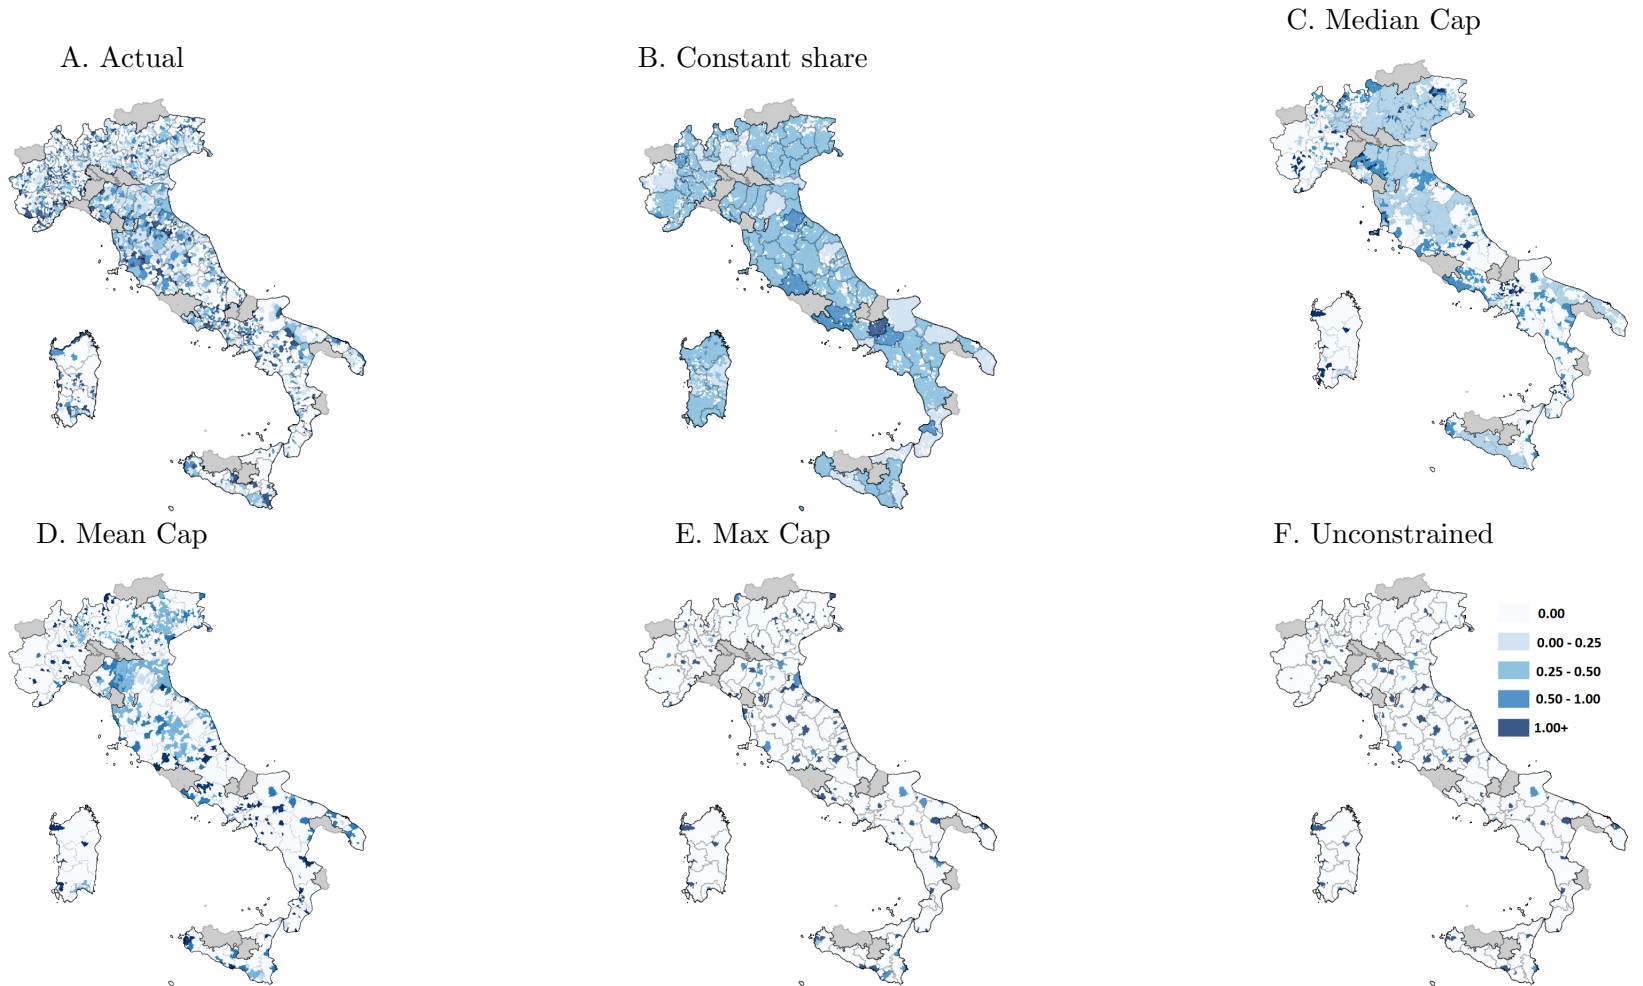 A. Actual
B. Constant share
C. Median Cap
D. Mean Cap
E. Max Cap
F. Unconstrained
0.00
0.00 - 0.25
0.25 - 0.50
0.50 - 1.00
1.00+